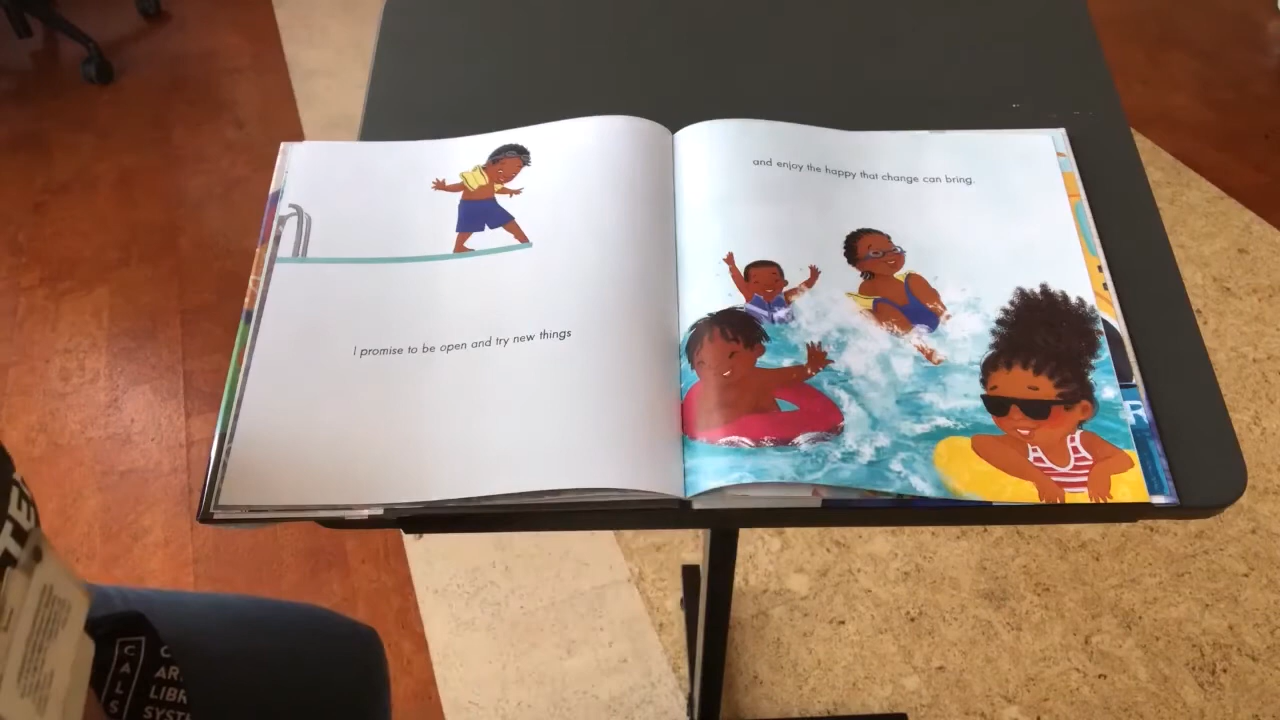 I promise to be open and try new things
and enjoy the happy that change can bring.
CALS
AR
LIBR
SYST
TE